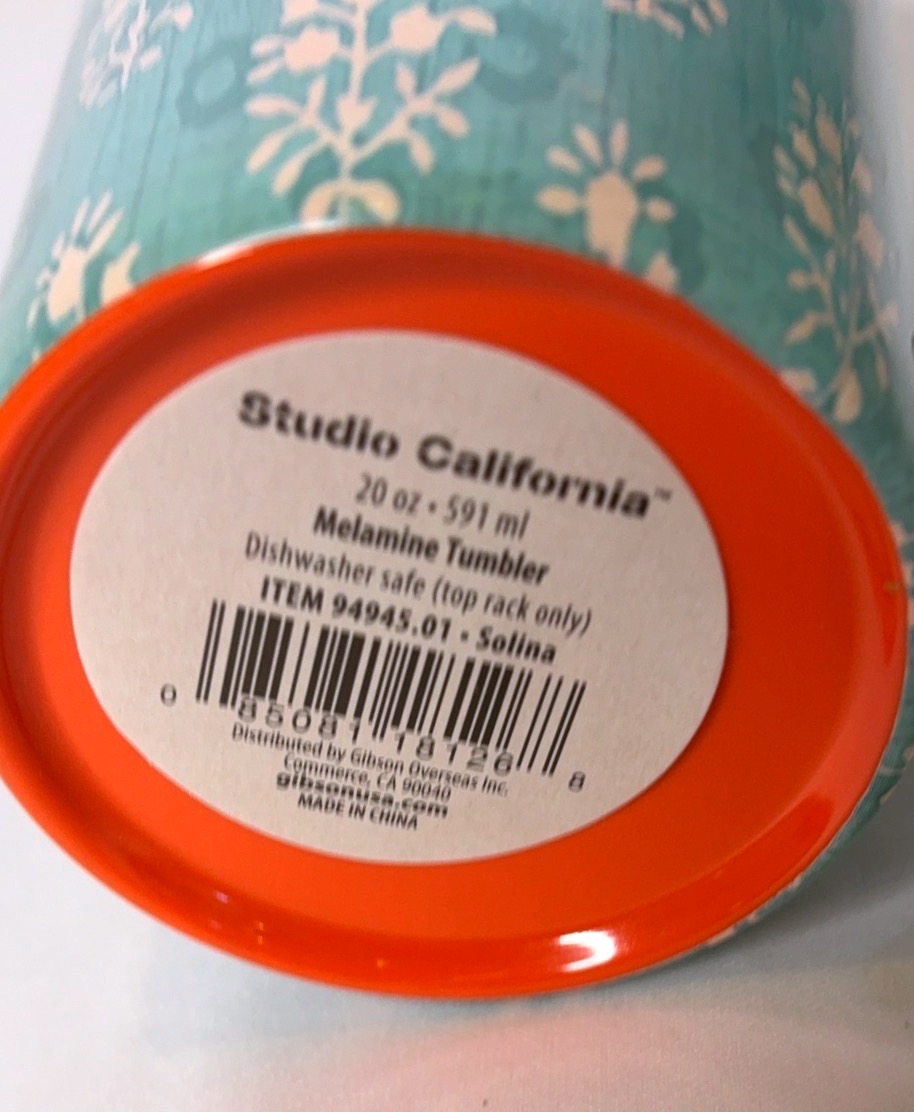 Studio California™
20 oz • 591 ml
Melamine Tumbler
Dishwasher safe (top rack only)
ITEM 94945.01 • Solina
0 85081 18126 8
Distributed by Gibson Overseas Inc.
Commerce, CA 90040
gibsonusa.com
MADE IN CHINA